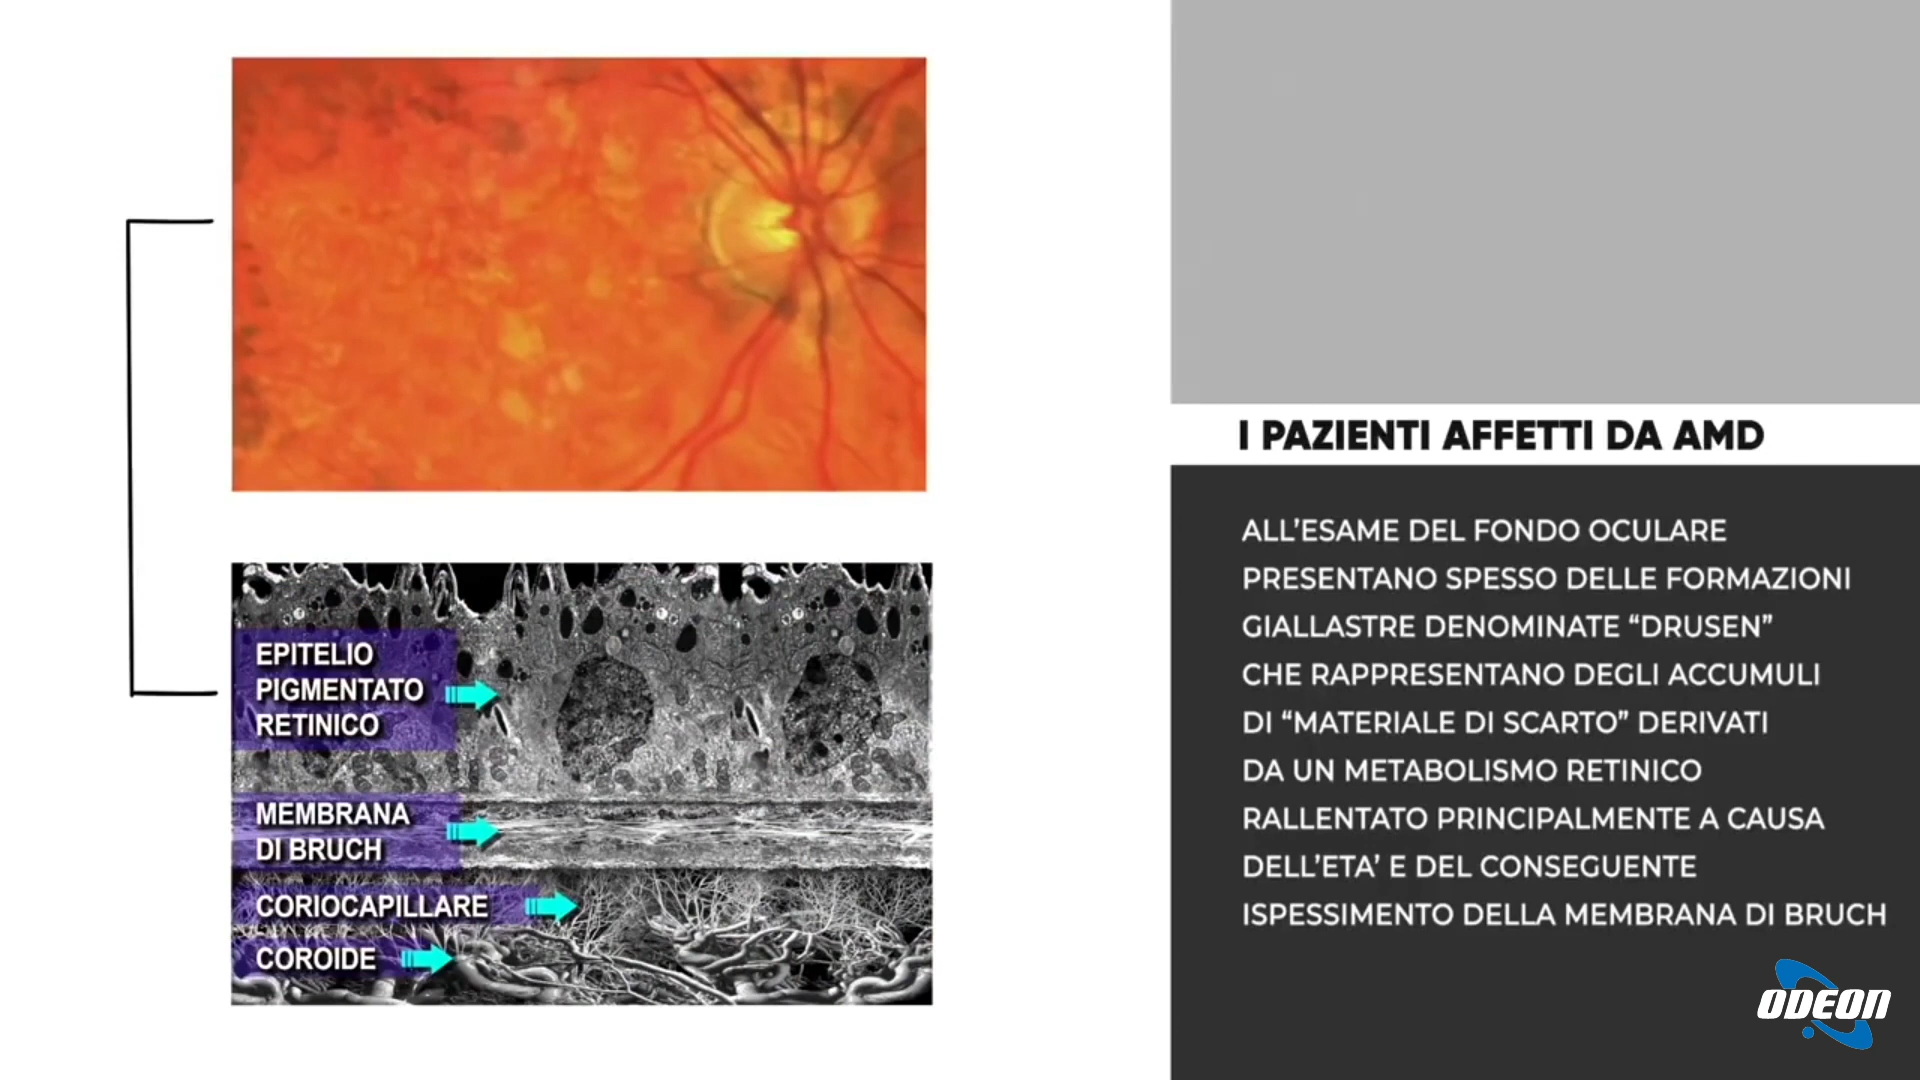 EPITELIO
PIGMENTATO
RETINICO
MEMBRANA
DI BRUCH
CORIOCAPILLARE
COROIDE
I PAZIENTI AFFETTI DA AMD
ALL’ESAME DEL FONDO OCULARE
PRESENTANO SPESSO DELLE FORMAZIONI
GIALLASTRE DENOMINATE “DRUSEN”
CHE RAPPRESENTANO DEGLI ACCUMULI
DI “MATERIALE DI SCARTO” DERIVATI
DA UN METABOLISMO RETINICO
RALLENTATO PRINCIPALMENTE A CAUSA
DELL’ETA’ E DEL CONSEGUENTE
ISPESSIMENTO DELLA MEMBRANA DI BRUCH
ODEON